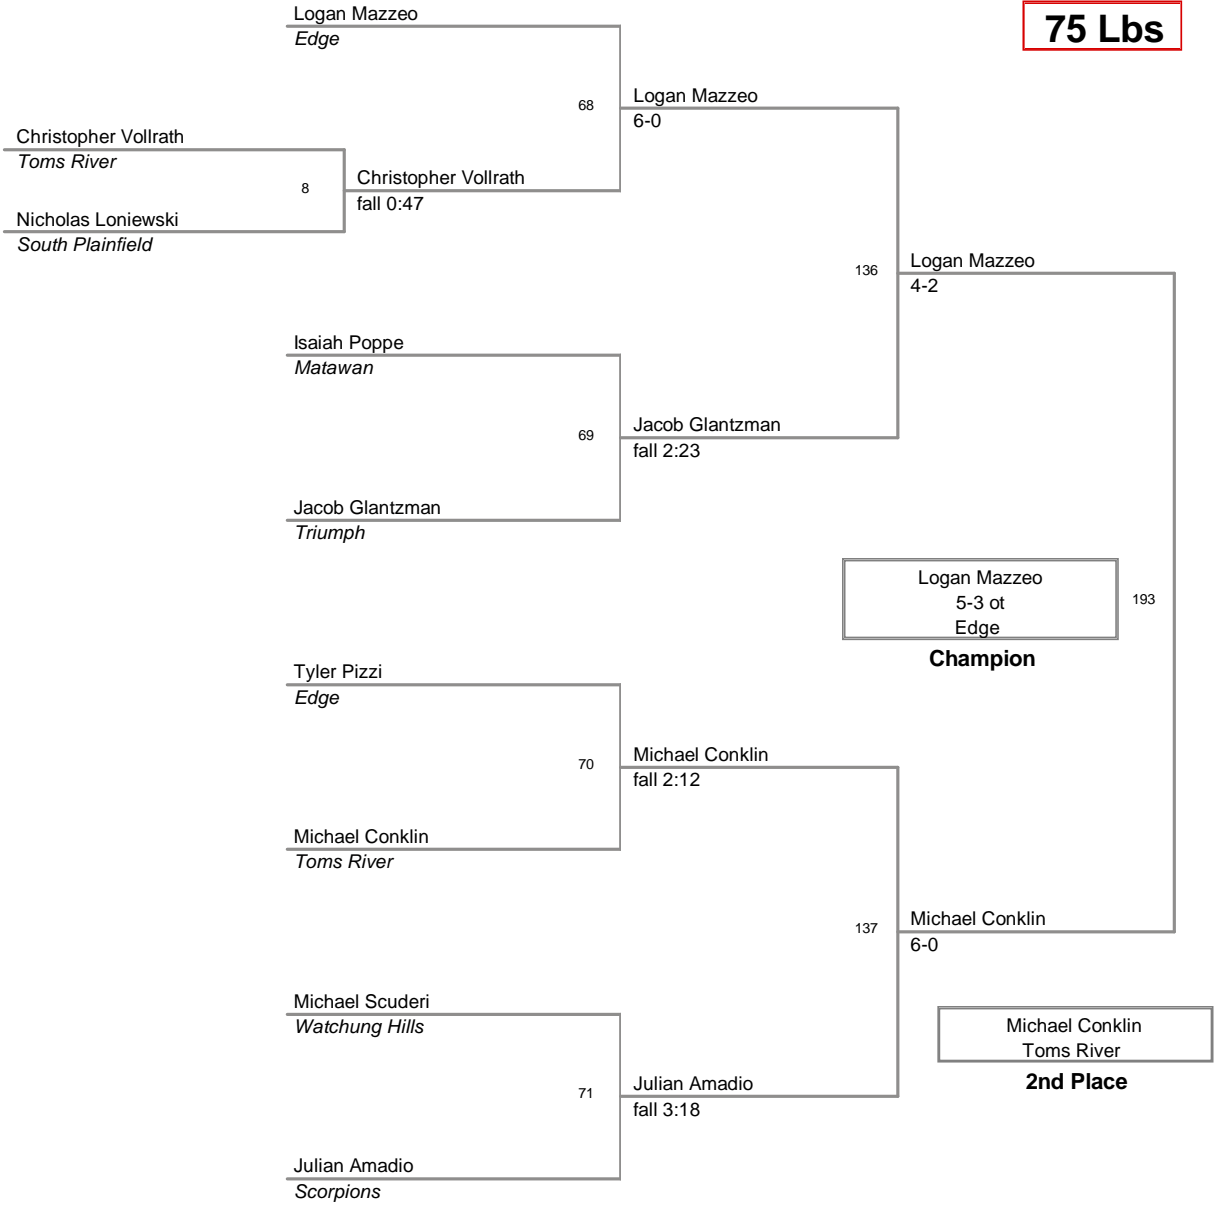 Logan Mazzeo
Edge
75 Lbs
68
Logan Mazzeo
6-0
Christopher Vollrath
Toms River
8
Christopher Vollrath
fall 0:47
Nicholas Loniewski
South Plainfield
136
Logan Mazzeo
4-2
Isaiah Poppe
Matawan
69
Jacob Glantzman
fall 2:23
Jacob Glantzman
Triumph
Logan Mazzeo
5-3 ot
Edge
193
Champion
Tyler Pizzi
Edge
70
Michael Conklin
fall 2:12
Michael Conklin
Toms River
137
Michael Conklin
6-0
Michael Scuderi
Watchung Hills
Michael Conklin
Toms River
2nd Place
71
Julian Amadio
fall 3:18
Julian Amadio
Scorpions